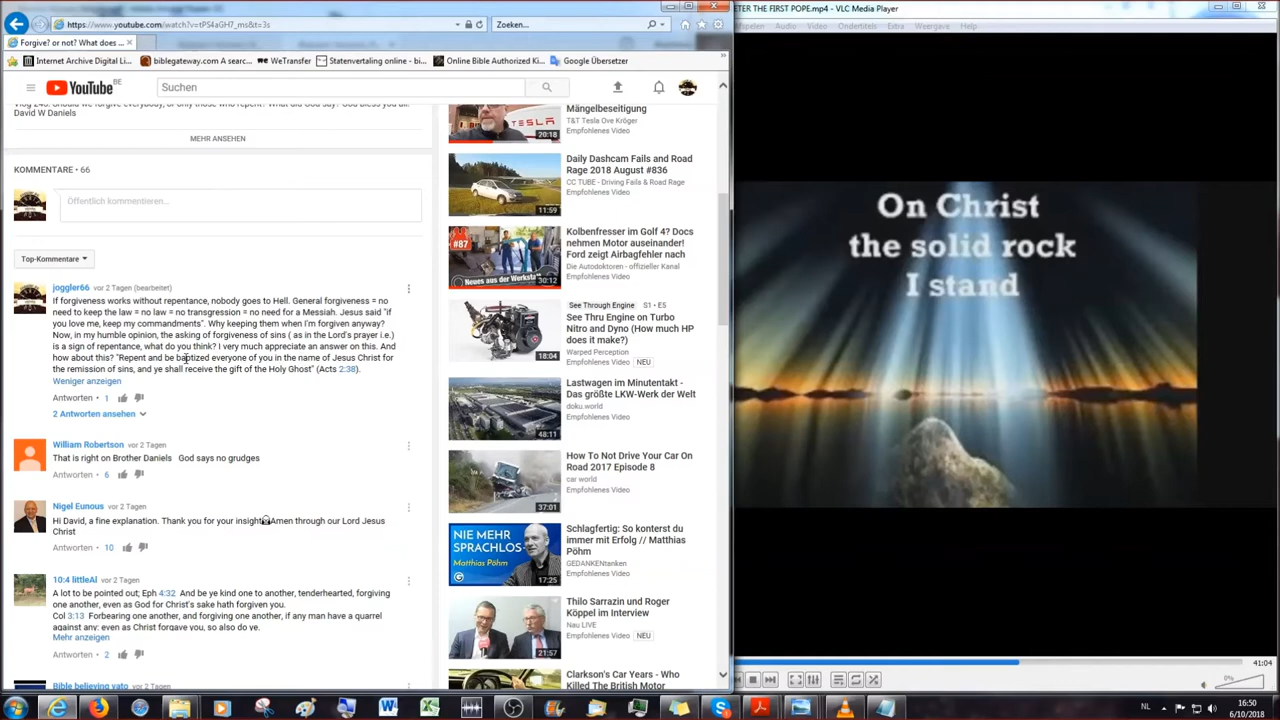 https://www.youtube.com/watch?v=tPS4aGH7_ms&t=3s
Zoeken...
Forgive? or not? What does ...
Internet Archive Digital Li...
biblegateway.com A searc...
WeTransfer
Statenvertaling online - bi...
Online Bible Authorized Ki...
Google Übersetzer
YouTube BE
Suchen
David W Daniels
MEHR ANSEHEN
KOMMENTARE • 66
Öffentlich kommentieren...
Top-Kommentare
joggler66 vor 2 Tagen (bearbeitet)
If forgiveness works without repentance, nobody goes to Hell. General forgiveness = no
need to keep the law = no law = no transgression = no need for a Messiah. Jesus said "if
you love me, keep my commandments". Why keeping them when I'm forgiven anyway?
Now, in my humble opinion, the asking of forgiveness of sins ( as in the Lord's prayer i.e.)
is a sign of repentance, what do you think? I very much appreciate an answer on this. And
how about this? "Repent and be baptized everyone of you in the name of Jesus Christ for
the remission of sins, and ye shall receive the gift of the Holy Ghost" (Acts 2:38).
Weniger anzeigen
Antworten • 1
2 Antworten ansehen
William Robertson vor 2 Tagen
That is right on Brother Daniels God says no grudges
Antworten • 6
Nigel Eunous vor 2 Tagen
Hi David, a fine explanation. Thank you for your insight Amen through our Lord Jesus
Christ
Antworten • 10
10:4 littleAl vor 2 Tagen
A lot to be pointed out; Eph 4:32 And be ye kind one to another, tenderhearted, forgiving
one another, even as God for Christ's sake hath forgiven you.
Col 3:13 Forbearing one another, and forgiving one another, if any man have a quarrel
against any: even as Christ forgave you, so also do ye.
Mehr anzeigen
Antworten • 2
Bible believing yato vor 2 Tagen
Mängelbeseitigung
T&T Tesla Ove Kröger
Empfohlenes Video
TESLA
20:18
Daily Dashcam Fails and Road
Rage 2018 August #836
CC TUBE - Driving Fails & Road Rage
Empfohlenes Video
11:59
Kolbenfresser im Golf 4? Docs
nehmen Motor auseinander!
Ford zeigt Airbagfehler nach
Die Autodoktoren - offizieller Kanal
Empfohlenes Video
#87
Neues aus der Werkstatt
30:12
See Through Engine S1 • E5
See Thru Engine on Turbo
Nitro and Dyno (How much HP
does it make?)
Warped Perception
Empfohlenes Video NEU
18:04
Lastwagen im Minutentakt -
Das größte LKW-Werk der Welt
doku.world
Empfohlenes Video
48:11
How To Not Drive Your Car On
Road 2017 Episode 8
car world
Empfohlenes Video
37:01
Schlagfertig: So konterst du
immer mit Erfolg // Matthias
Pöhm
GEDANKENtanken
Empfohlenes Video
NIE MEHR
SPRACHLOS
Matthias Pöhm
17:25
Thilo Sarrazin und Roger
Köppel im Interview
Nau LIVE
Empfohlenes Video NEU
21:57
Clarkson's Car Years - Who
Killed The British Motor
ETER THE FIRST POPE.mp4 - VLC Media Player
Audio Video Ondertitels Extra Weergave Help
On Christ
the solid rock
I stand
41:04
0%
NL
16:50
6/10/2018